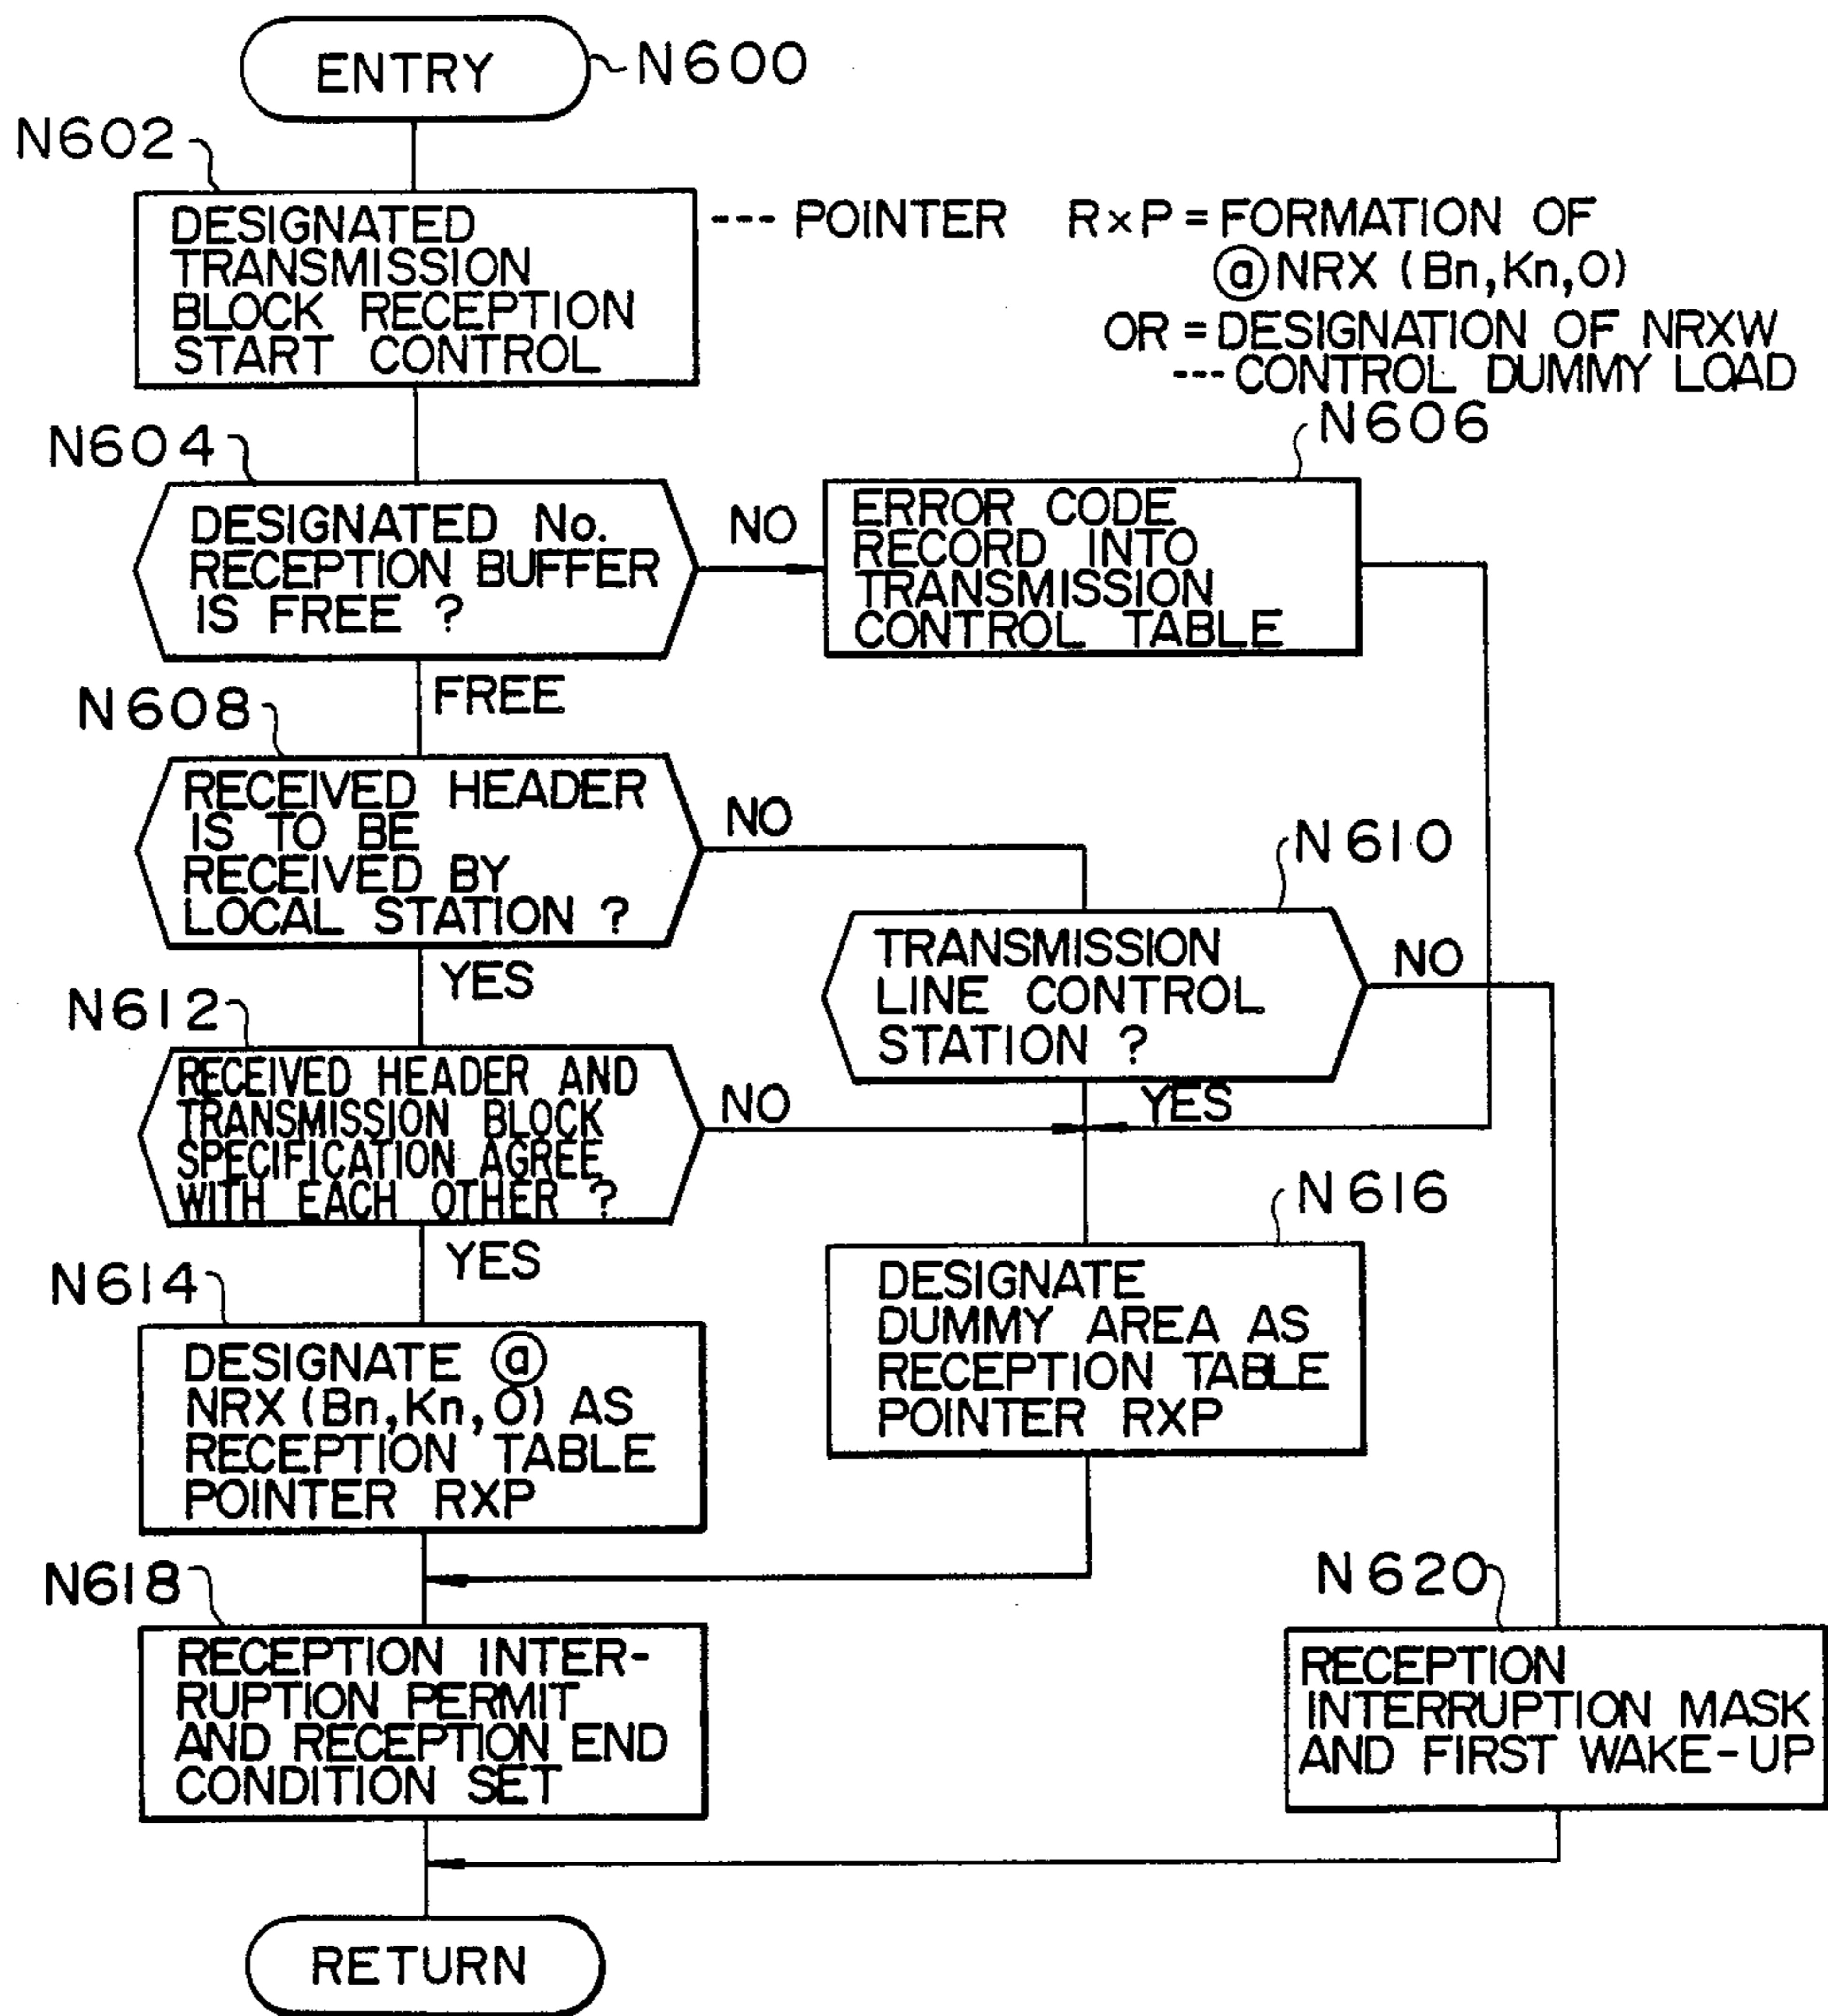 ENTRY
N600
N602
DESIGNATED
TRANSMISSION
BLOCK RECEPTION
START CONTROL
--- POINTER R×P = FORMATION OF
ⓐ NRX (Bn,Kn,O)
OR = DESIGNATION OF NRXW
--- CONTROL DUMMY LOAD
N604
DESIGNATED No.
RECEPTION BUFFER
IS FREE ?
NO
N606
ERROR CODE
RECORD INTO
TRANSMISSION
CONTROL TABLE
FREE
N608
RECEIVED HEADER
IS TO BE
RECEIVED BY
LOCAL STATION ?
NO
N610
TRANSMISSION
LINE CONTROL
STATION ?
NO
YES
YES
N612
RECEIVED HEADER AND
TRANSMISSION BLOCK
SPECIFICATION AGREE
WITH EACH OTHER ?
NO
YES
N614
DESIGNATE ⓐ
NRX (Bn,Kn,O) AS
RECEPTION TABLE
POINTER RXP
N616
DESIGNATE
DUMMY AREA AS
RECEPTION TABLE
POINTER RXP
N618
RECEPTION INTER-
RUPTION PERMIT
AND RECEPTION END
CONDITION SET
N620
RECEPTION
INTERRUPTION MASK
AND FIRST WAKE-UP
RETURN